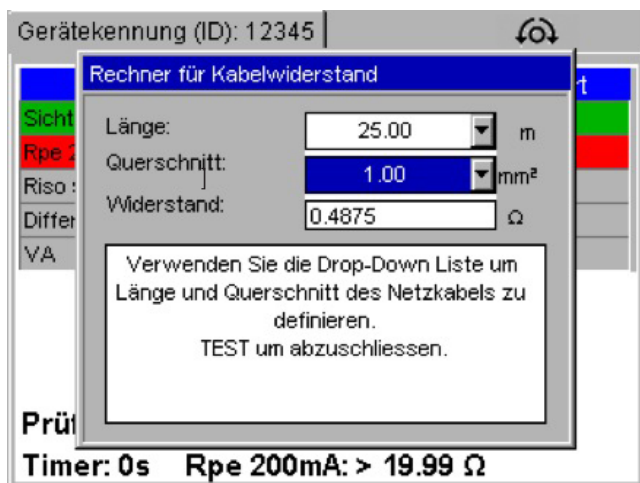 Gerätekennung (ID): 12345
Rechner für Kabelwiderstand
Sicht
Rpe 2
Riso s
Differ
VA
Länge: 25.00 m
Querschnitt: 1.00 mm²
Widerstand: 0.4875 Ω
Verwenden Sie die Drop-Down Liste um
Länge und Querschnitt des Netzkabels zu
definieren.
TEST um abzuschliessen.
Prüf
Timer: 0s Rpe 200mA: > 19.99 Ω